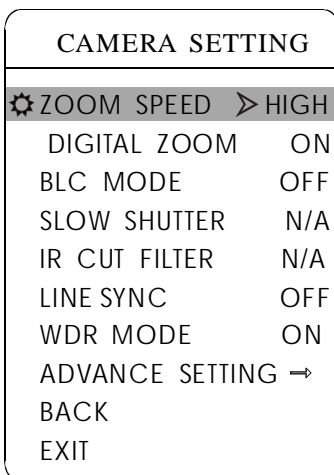 CAMERA SETTING
ZOOM SPEED HIGH
DIGITAL ZOOM ON
BLC MODE OFF
SLOW SHUTTER N/A
IR CUT FILTER N/A
LINE SYNC OFF
WDR MODE ON
ADVANCE SETTING →
BACK
EXIT